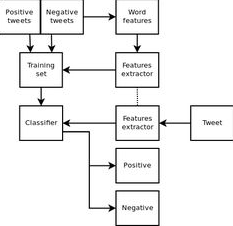 Positive
tweets
Negative
tweets
Word
features
Training
set
Features
extractor
Classifier
Features
extractor
Tweet
Positive
Negative